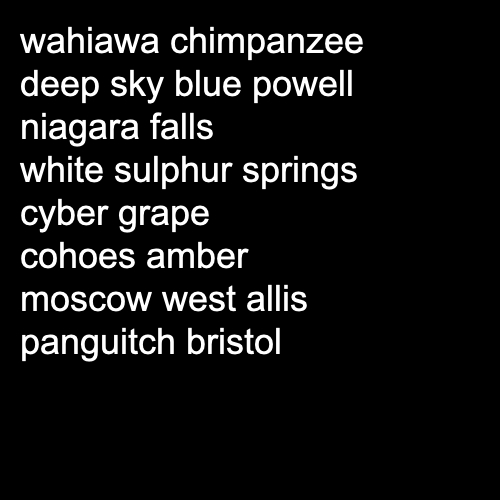 wahiawa chimpanzee
deep sky blue powell
niagara falls
white sulphur springs
cyber grape
cohoes amber
moscow west allis
panguitch bristol